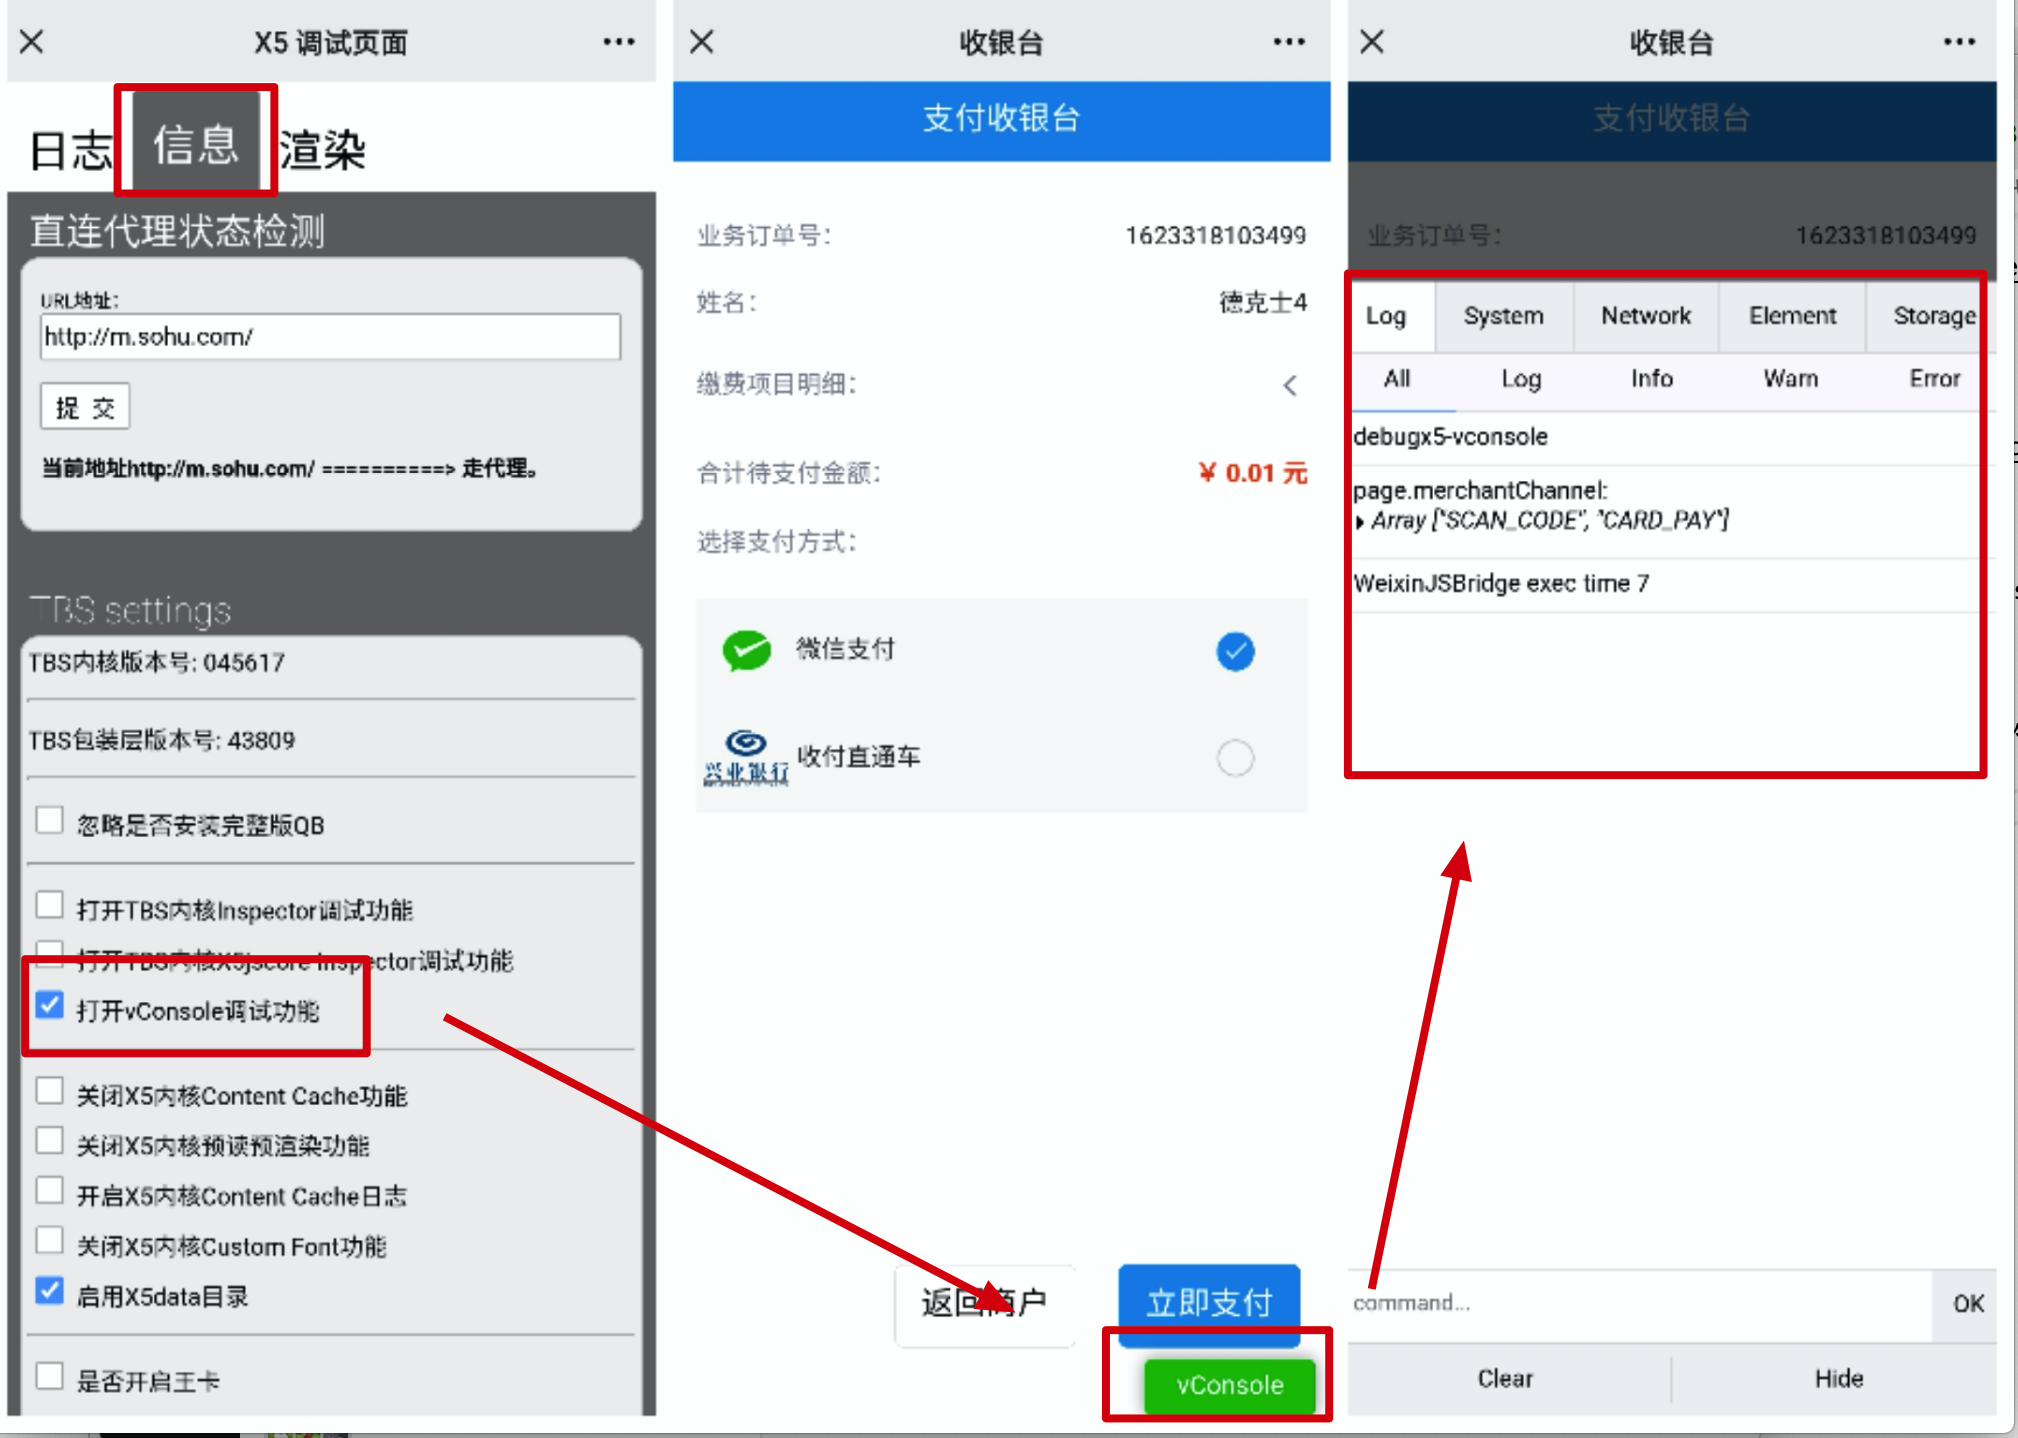 X5 调试页面
日志
信息
渲染
直连代理状态检测
URL地址：
http://m.sohu.com/
提 交
当前地址http://m.sohu.com/ ==========> 走代理。
TBS settings
TBS内核版本号: 045617
TBS包装层版本号: 43809
忽略是否安装完整版QB
打开TBS内核Inspector调试功能
打开TBS内核X5jscore Inspector调试功能
打开vConsole调试功能
关闭X5内核Content Cache功能
关闭X5内核预读预渲染功能
开启X5内核Content Cache日志
关闭X5内核Custom Font功能
启用X5data目录
是否开启王卡
收银台
支付收银台
业务订单号：
1623318103499
姓名：
德克士4
缴费项目明细：
合计待支付金额：
¥ 0.01 元
选择支付方式：
微信支付
兴业银行
收付直通车
返回商户
立即支付
vConsole
收银台
支付收银台
业务订单号：
1623318103499
Log
System
Network
Element
Storage
All
Log
Info
Warn
Error
debugx5-vconsole
page.merchantChannel:
Array ["SCAN_CODE", "CARD_PAY"]
WeixinJSBridge exec time 7
command...
OK
Clear
Hide